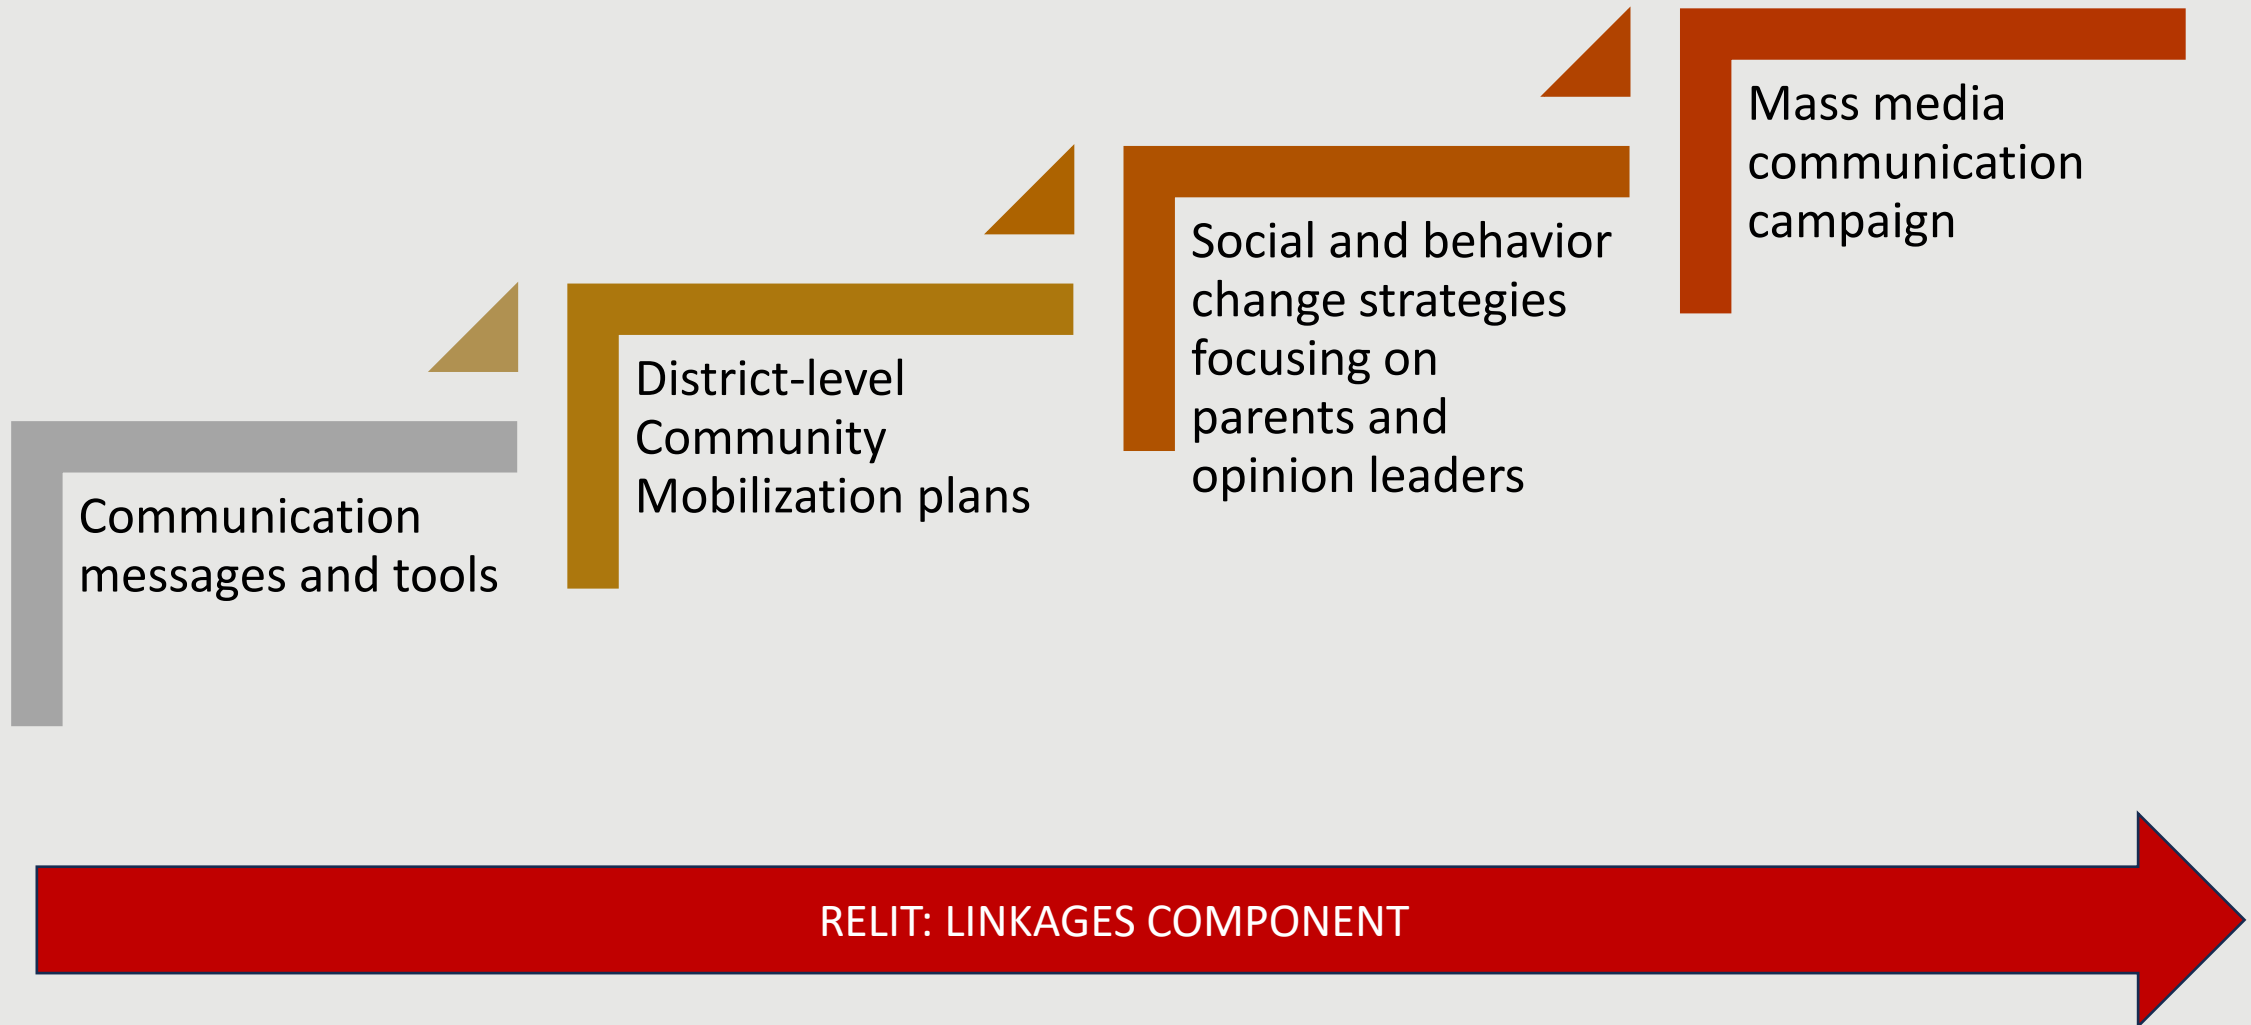 Communication
messages and tools
District-level
Community
Mobilization plans
Social and behavior
change strategies
focusing on
parents and
opinion leaders
Mass media
communication
campaign
RELIT: LINKAGES COMPONENT